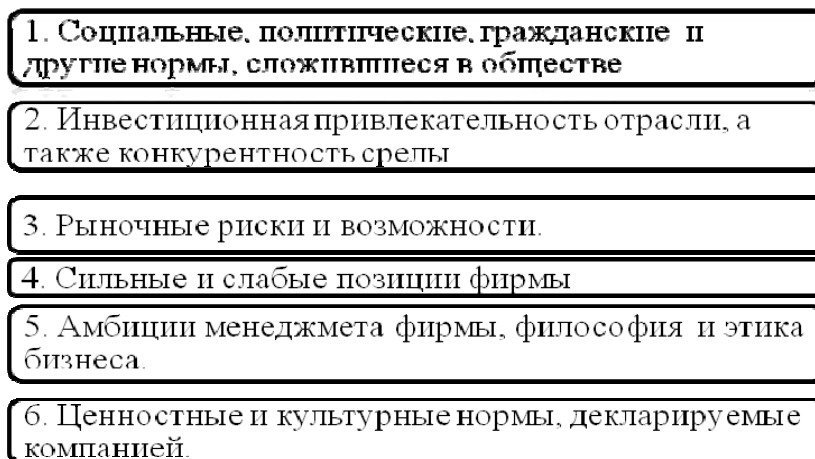 1. Социальные, политические, гражданские и
другие нормы, сложившиеся в обществе
2. Инвестиционная привлекательность отрасли, а
также конкурентность среды
3. Рыночные риски и возможности.
4. Сильные и слабые позиции фирмы
5. Амбиции менеджмета фирмы, философия и этика
бизнеса.
6. Ценностные и культурные нормы, декларируемые
компанией.